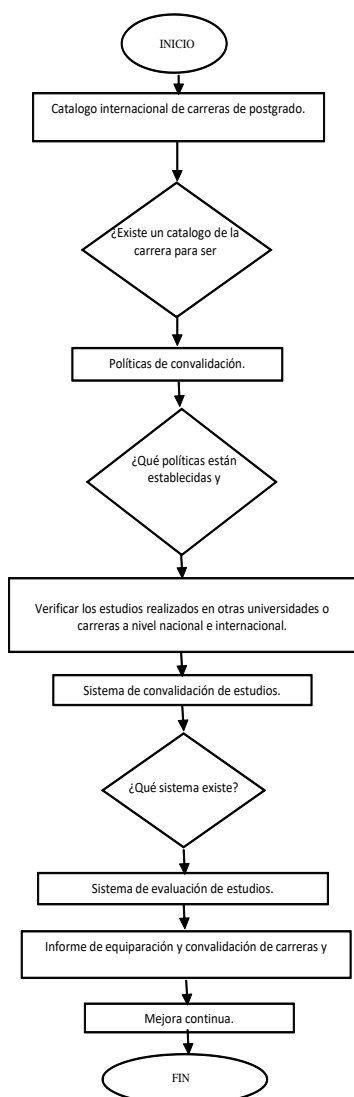 INICIO
Catalogo internacional de carreras de postgrado.
¿Existe un catalogo de la
carrera para ser
Políticas de convalidación.
¿Qué políticas están
establecidas y
Verificar los estudios realizados en otras universidades o
carreras a nivel nacional e internacional.
Sistema de convalidación de estudios.
¿Qué sistema existe?
Sistema de evaluación de estudios.
Informe de equiparación y convalidación de carreras y
Mejora continua.
FIN